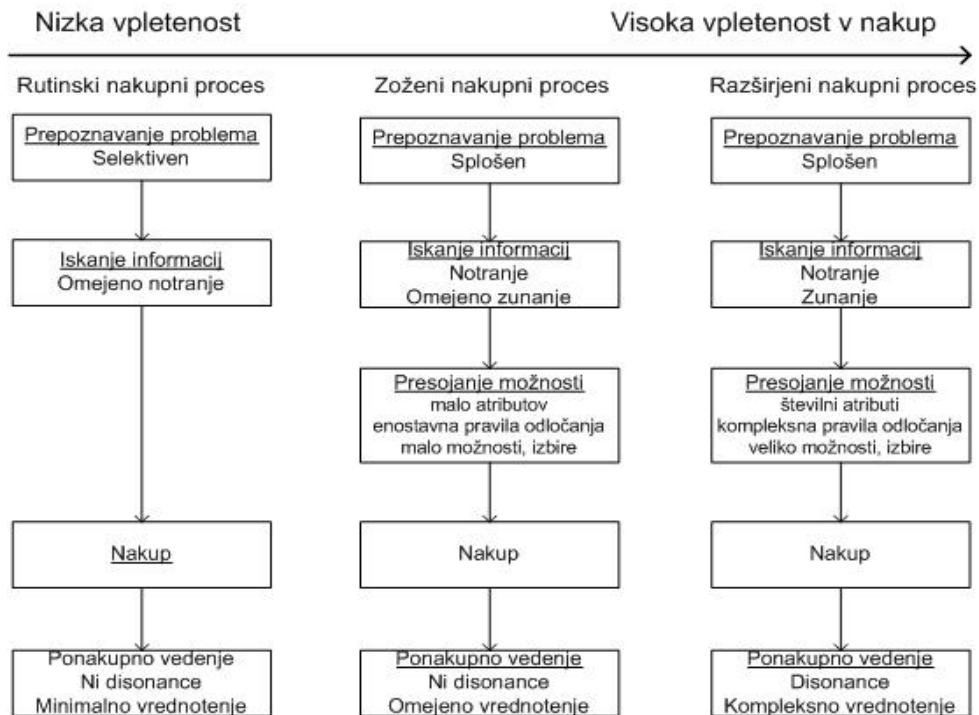 Nizka vpletenost
Visoka vpletenost v nakup
Rutinski nakupni proces
Prepoznavanje problema
Selektiven
Iskanje informacij
Omejeno notranje
Nakup
Ponakupno vedenje
Ni disonance
Minimalno vrednotenje
Zoženi nakupni proces
Prepoznavanje problema
Splošen
Iskanje informacij
Notranje
Omejeno zunanje
Presojanje možnosti
malo atributov
enostavna pravila odločanja
malo možnosti, izbire
Nakup
Ponakupno vedenje
Ni disonance
Omejeno vrednotenje
Razširjeni nakupni proces
Prepoznavanje problema
Splošen
Iskanje informacij
Notranje
Zunanje
Presojanje možnosti
številni atributi
kompleksna pravila odločanja
veliko možnosti, izbire
Nakup
Ponakupno vedenje
Disonance
Kompleksno vrednotenje